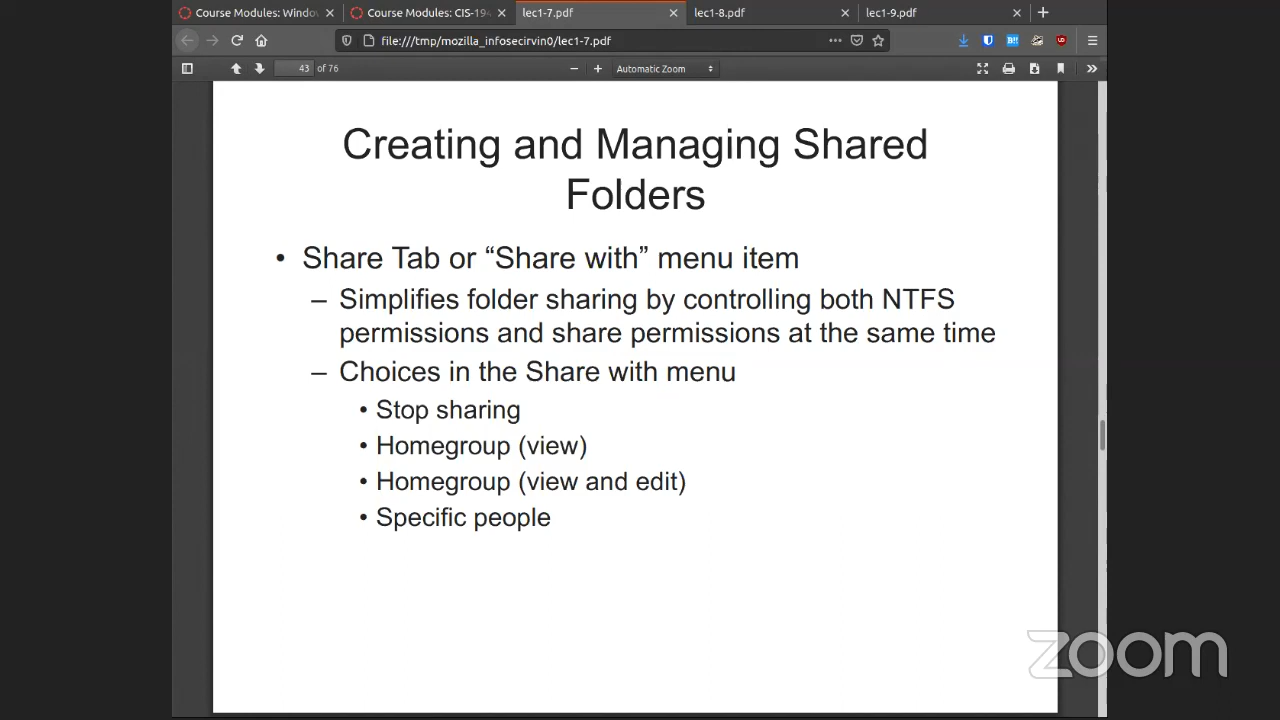 Course Modules: Windo
Course Modules: CIS-194
lec1-7.pdf
lec1-8.pdf
lec1-9.pdf
file:///tmp/mozilla_infosecirvin0/lec1-7.pdf
43 of 76
Automatic Zoom
Creating and Managing Shared
Folders
• Share Tab or “Share with” menu item
– Simplifies folder sharing by controlling both NTFS
permissions and share permissions at the same time
– Choices in the Share with menu
• Stop sharing
• Homegroup (view)
• Homegroup (view and edit)
• Specific people
zoom